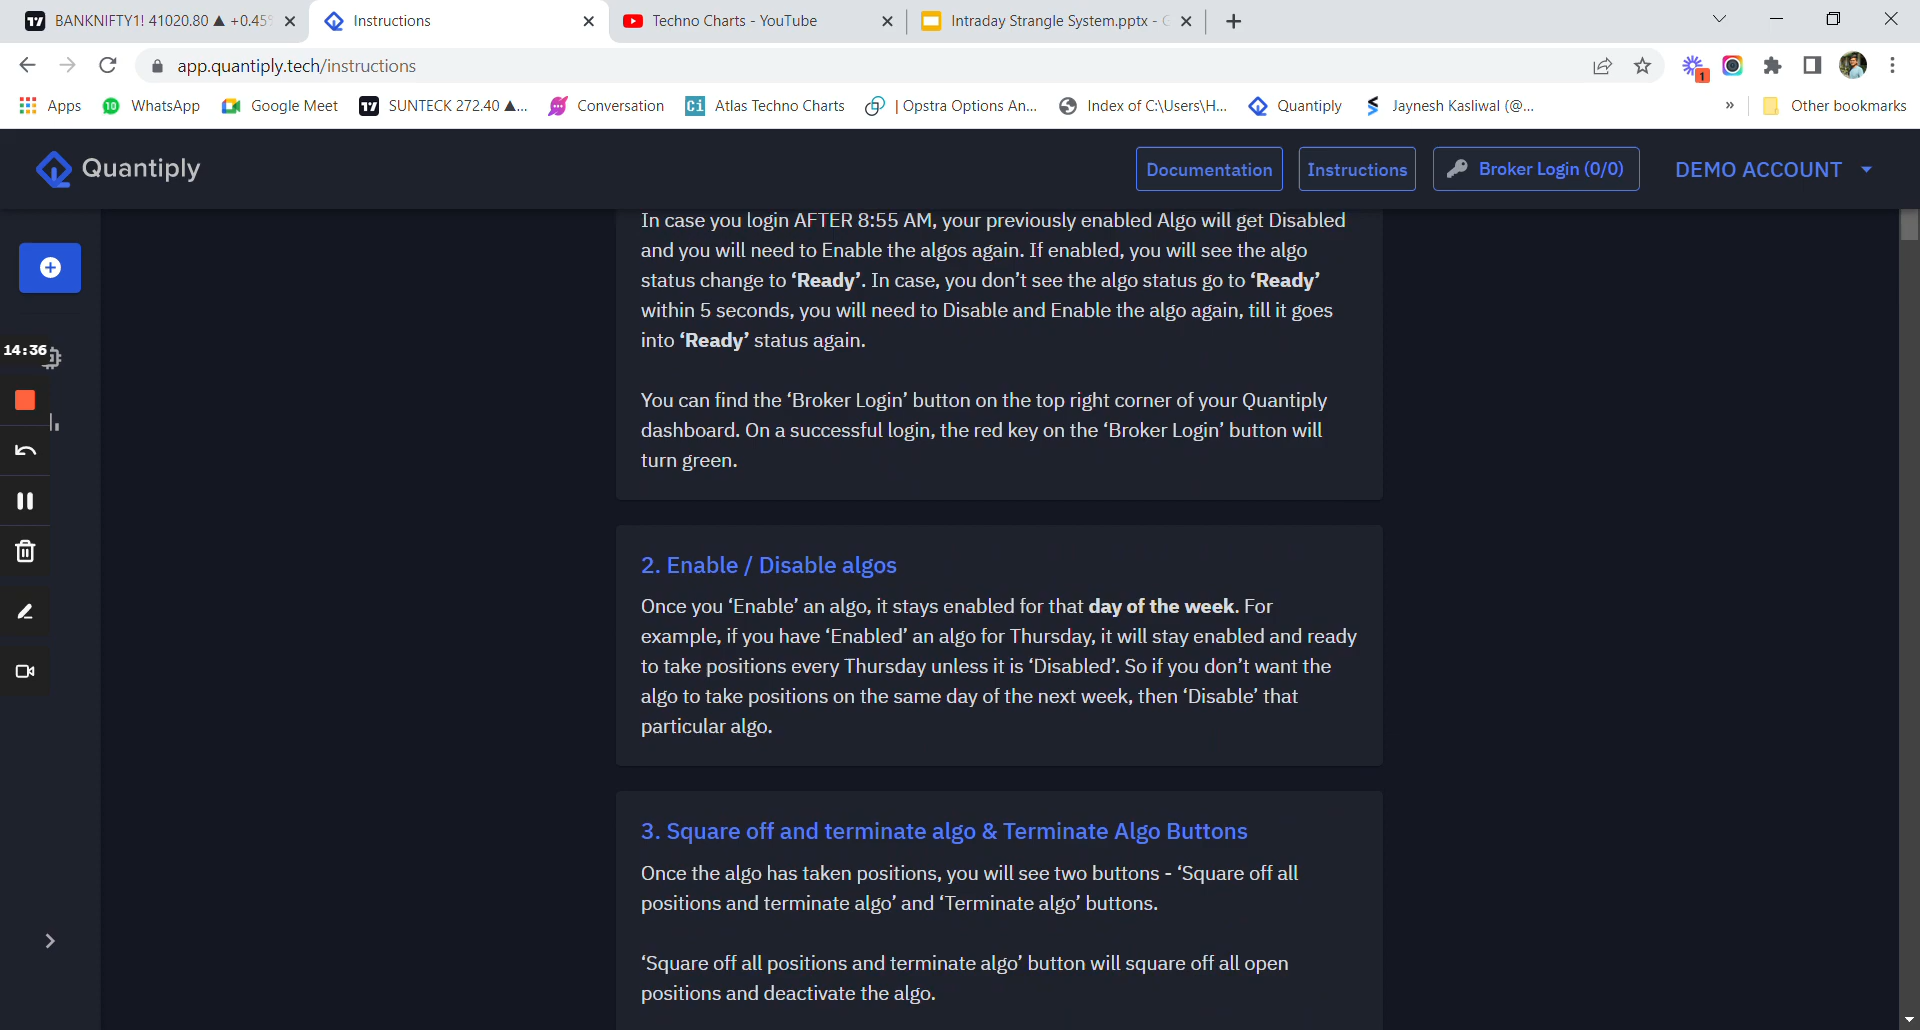 BANKNIFTY1! 41020.80 ▲ +0.45%
Instructions
Techno Charts - YouTube
Intraday Strangle System.pptx - G
app.quantiply.tech/instructions
1
Apps
WhatsApp
Google Meet
SUNTECK 272.40 ▲...
Conversation
Atlas Techno Charts
| Opstra Options An...
Index of C:\Users\H...
Quantiply
Jaynesh Kasliwal (@...
»
Other bookmarks
Quantiply
Documentation
Instructions
Broker Login (0/0)
DEMO ACCOUNT
14:36
In case you login AFTER 8:55 AM, your previously enabled Algo will get Disabled
and you will need to Enable the algos again. If enabled, you will see the algo
status change to ‘Ready’. In case, you don’t see the algo status go to ‘Ready’
within 5 seconds, you will need to Disable and Enable the algo again, till it goes
into ‘Ready’ status again.
You can find the ‘Broker Login’ button on the top right corner of your Quantiply
dashboard. On a successful login, the red key on the ‘Broker Login’ button will
turn green.
2. Enable / Disable algos
Once you ‘Enable’ an algo, it stays enabled for that day of the week. For
example, if you have ‘Enabled’ an algo for Thursday, it will stay enabled and ready
to take positions every Thursday unless it is ‘Disabled’. So if you don’t want the
algo to take positions on the same day of the next week, then ‘Disable’ that
particular algo.
3. Square off and terminate algo & Terminate Algo Buttons
Once the algo has taken positions, you will see two buttons - ‘Square off all
positions and terminate algo’ and ‘Terminate algo’ buttons.
‘Square off all positions and terminate algo’ button will square off all open
positions and deactivate the algo.